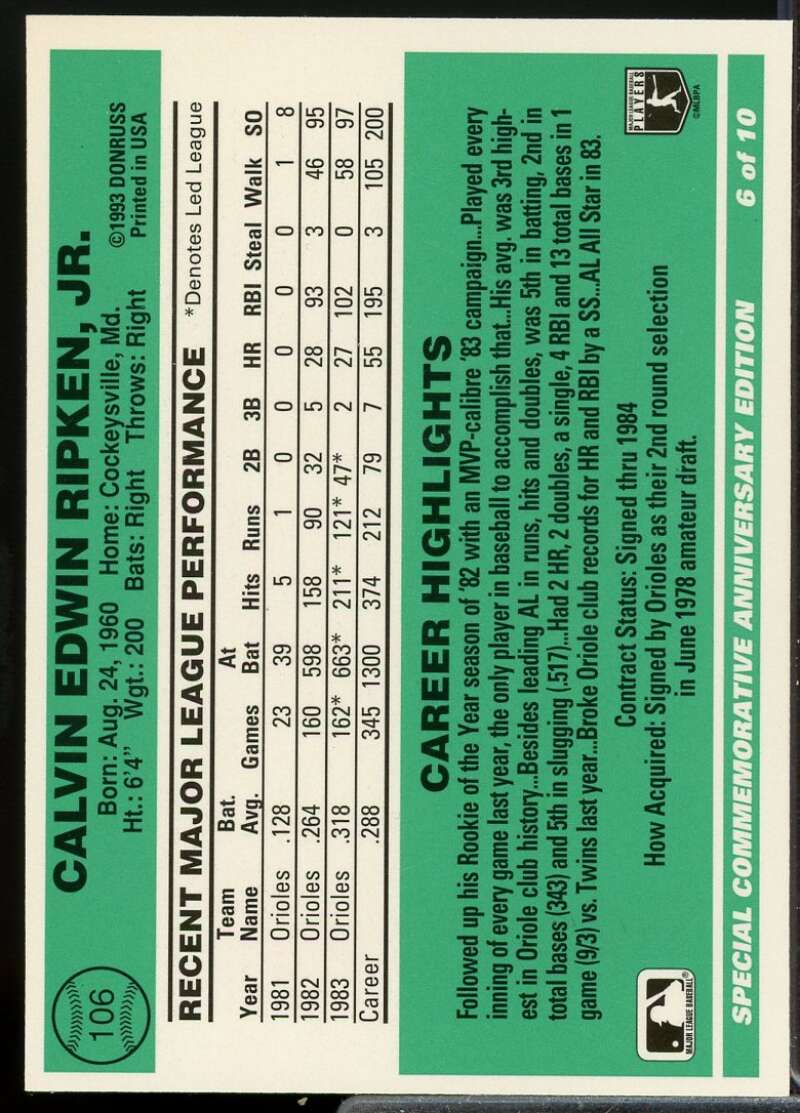 106
CALVIN EDWIN RIPKEN, JR.
Born: Aug. 24, 1960 Home: Cockeysville, Md.
Ht.: 6'4" Wgt.: 200 Bats: Right Throws: Right
©1993 DONRUSS
Printed in USA
RECENT MAJOR LEAGUE PERFORMANCE *Denotes Led League
Team Bat. At
Year Name Avg. Games Bat Hits Runs 2B 3B HR RBI Steal Walk SO
1981 Orioles .128 23 39 5 1 0 0 0 0 0 1 8
1982 Orioles .264 160 598 158 90 32 5 28 93 3 46 95
1983 Orioles .318 162* 663* 211* 121* 47* 2 27 102 0 58 97
Career .288 345 1300 374 212 79 7 55 195 3 105 200
CAREER HIGHLIGHTS
Followed up his Rookie of the Year season of '82 with an MVP-calibre '83 campaign...Played every
inning of every game last year, the only player in baseball to accomplish that...His avg. was 3rd high-
est in Oriole club history...Besides leading AL in runs, hits and doubles, was 5th in batting, 2nd in
total bases (343) and 5th in slugging (.517)...Had 2 HR, 2 doubles, a single, 4 RBI and 13 total bases in 1
game (9/3) vs. Twins last year...Broke Oriole club records for HR and RBI by a SS...AL All Star in 83.
Contract Status: Signed thru 1984
How Acquired: Signed by Orioles as their 2nd round selection
in June 1978 amateur draft.
MAJOR LEAGUE BASEBALL®
MAJOR LEAGUE BASEBALL
PLAYERS
©MLBPA
SPECIAL COMMEMORATIVE ANNIVERSARY EDITION 6 of 10